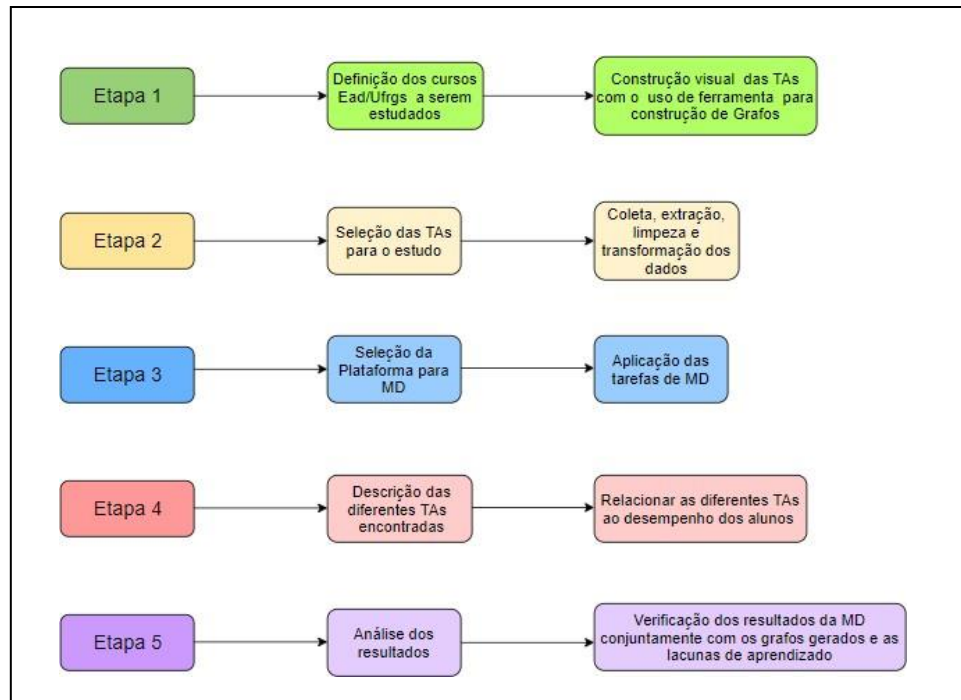 Etapa 1
Definição dos cursos
Ead/Ufrgs a serem
estudados
Construção visual das TAs
com o uso de ferramenta para
construção de Grafos
Etapa 2
Seleção das TAs
para o estudo
Coleta, extração,
limpeza e
transformação dos
dados
Etapa 3
Seleção da
Plataforma para
MD
Aplicação das
tarefas de MD
Etapa 4
Descrição das
diferentes TAs
encontradas
Relacionar as diferentes TAs
ao desempenho dos alunos
Etapa 5
Análise dos
resultados
Verificação dos resultados da MD
conjuntamente com os grafos gerados e as
lacunas de aprendizado